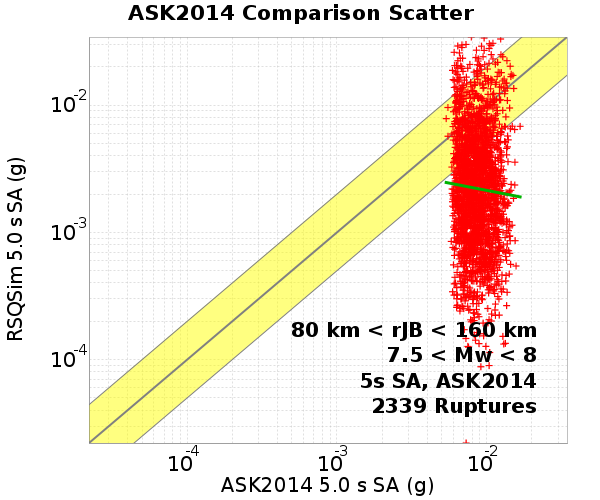 ASK2014 Comparison Scatter
RSQSim 5.0 s SA (g)
10-2
10-3
10-4
80 km < rJB < 160 km
7.5 < Mw < 8
5s SA, ASK2014
2339 Ruptures
10-4
10-3
10-2
ASK2014 5.0 s SA (g)